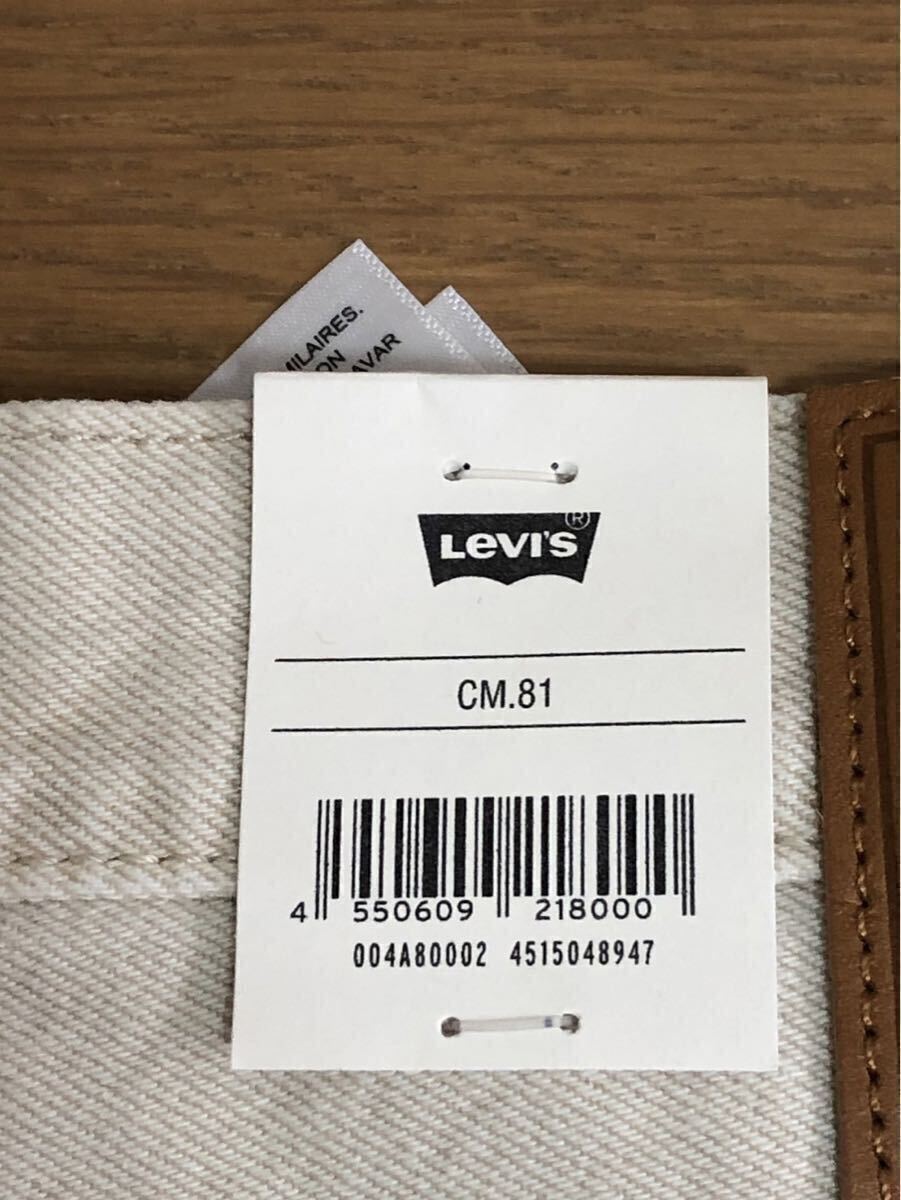 MILAIRES.
ON
AVAR
Levi's®
CM.81
4 550609 218000
004A80002 4515048947